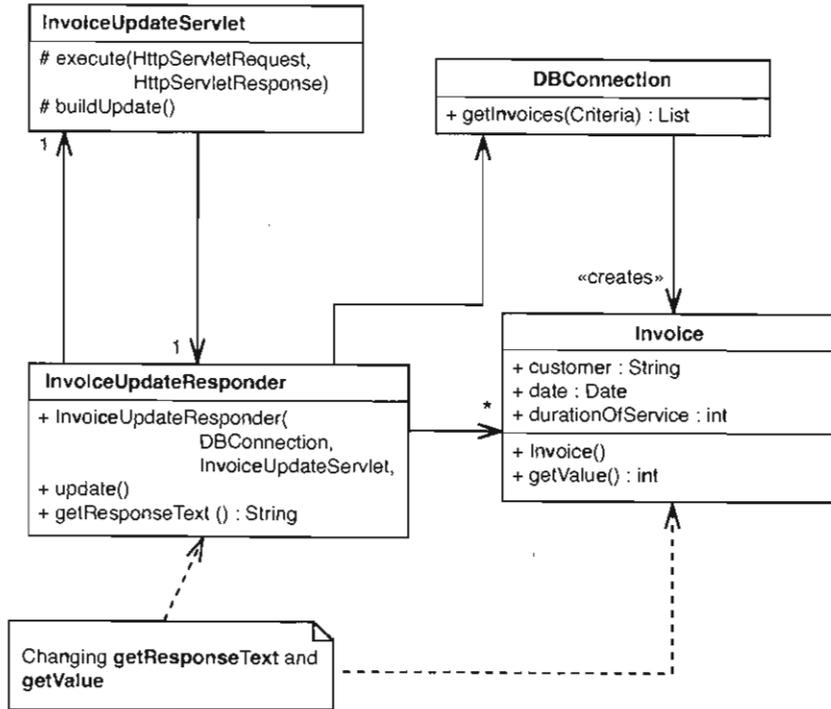 InvoiceUpdateServlet
# execute(HttpServletRequest,
HttpServletResponse)
# buildUpdate()
DBConnection
+ getInvoices(Criteria) : List
1
«creates»
1
Invoice
+ customer : String
+ date : Date
+ durationOfService : int
+ Invoice()
+ getValue() : int
*
InvoiceUpdateResponder
+ InvoiceUpdateResponder(
DBConnection,
InvoiceUpdateServlet,
+ update()
+ getResponseText () : String
Changing getResponseText and
getValue